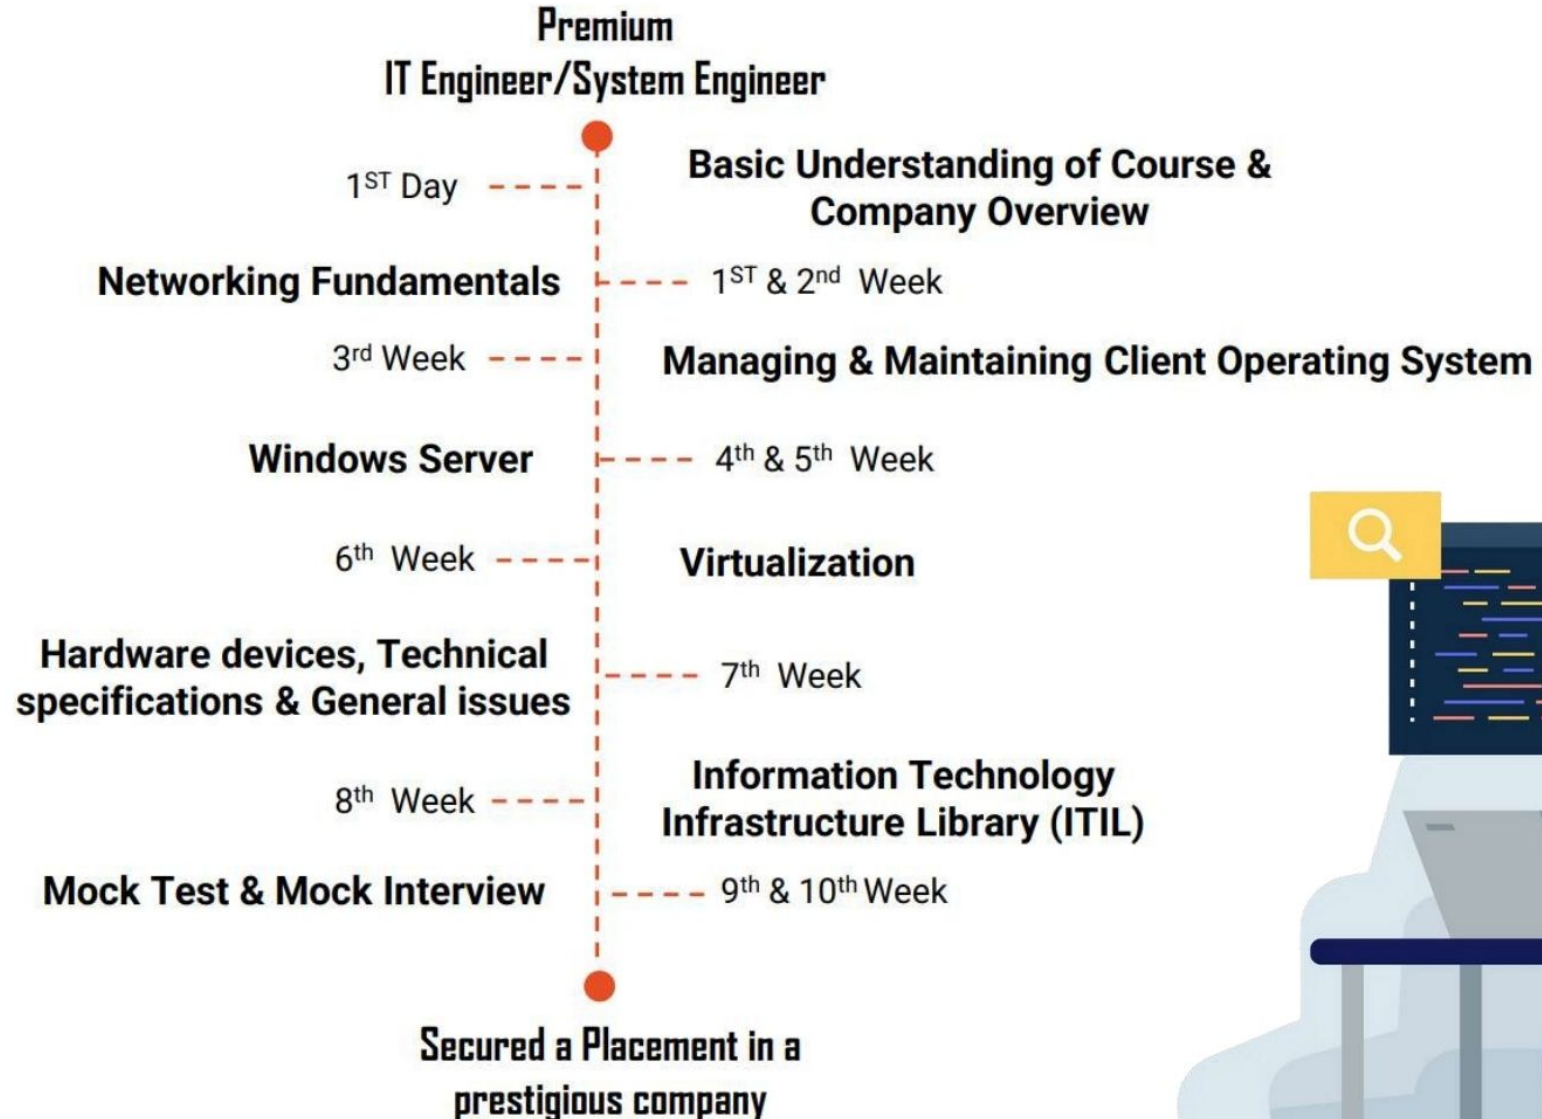 Premium
IT Engineer/System Engineer
1ST Day
Basic Understanding of Course &
Company Overview
Networking Fundamentals
1ST & 2nd Week
3rd Week
Managing & Maintaining Client Operating System
Windows Server
4th & 5th Week
6th Week
Virtualization
Hardware devices, Technical
specifications & General issues
7th Week
8th Week
Information Technology
Infrastructure Library (ITIL)
Mock Test & Mock Interview
9th & 10th Week
Secured a Placement in a
prestigious company